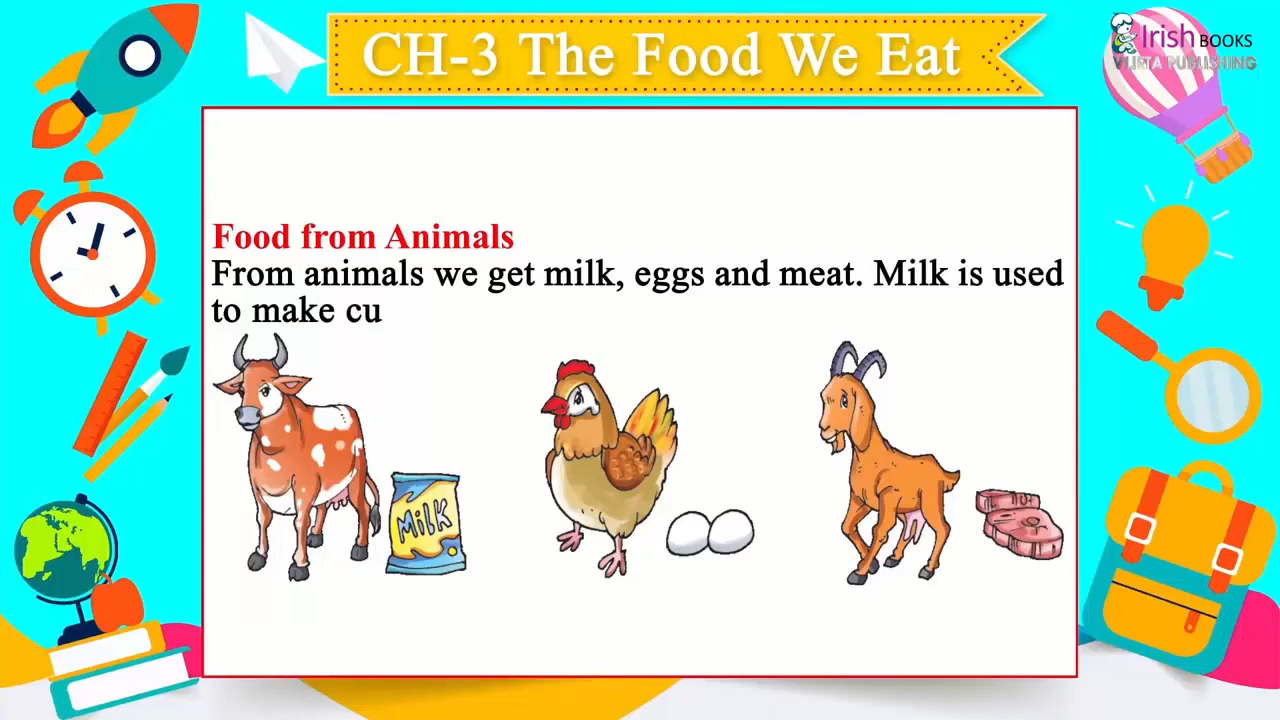 CH-3 The Food We Eat
Irish BOOKS
VIJETA PUBLISHING
Food from Animals
From animals we get milk, eggs and meat. Milk is used
to make cu
MiLK